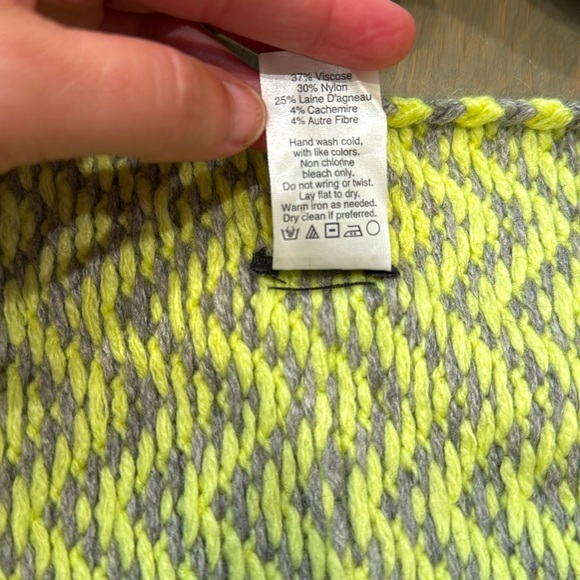 37% Viscose
30% Nylon
25% Laine D'agneau
4% Cachemire
4% Autre Fibre
Hand wash cold,
with like colors.
Non chlorine
bleach only.
Do not wring or twist.
Lay flat to dry.
Warm iron as needed.
Dry clean if preferred.